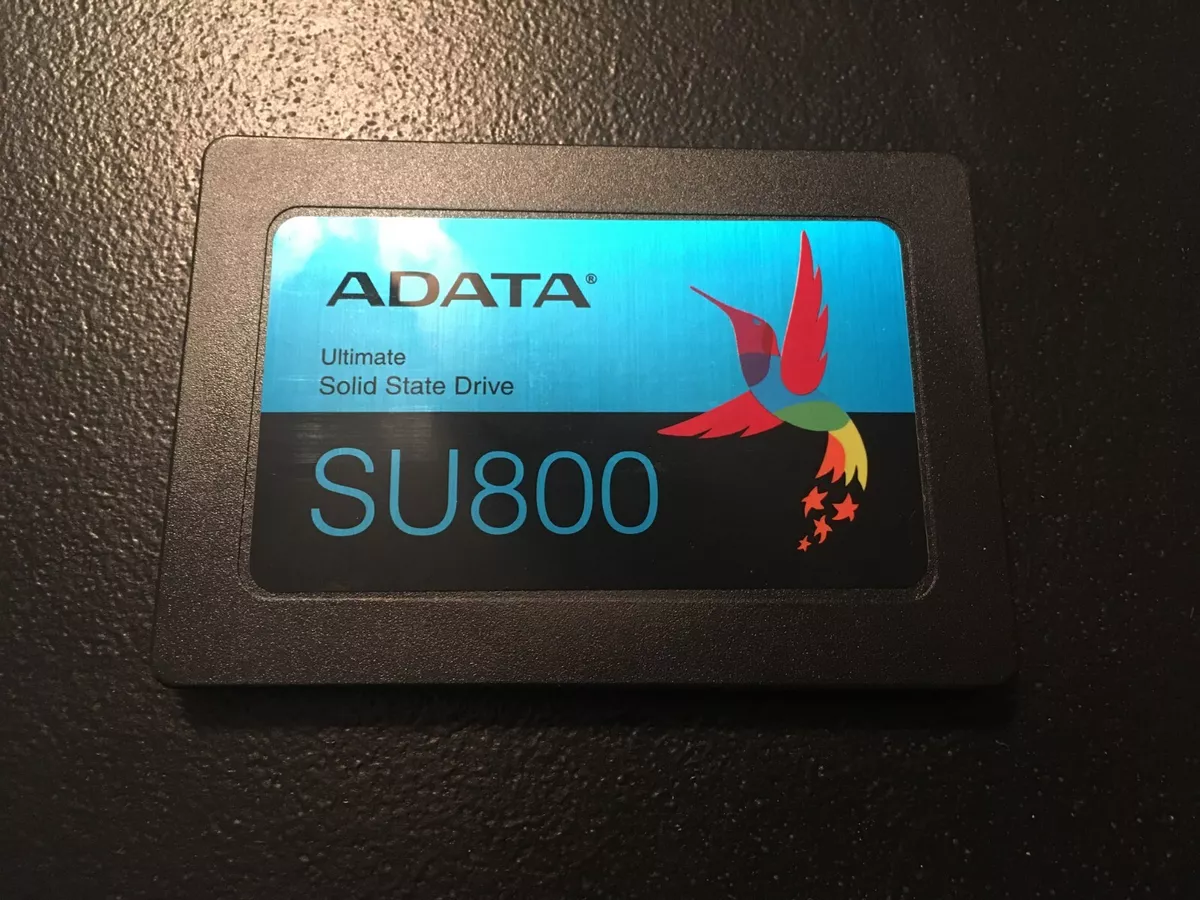 ADATA®
Ultimate
Solid State Drive
SU800